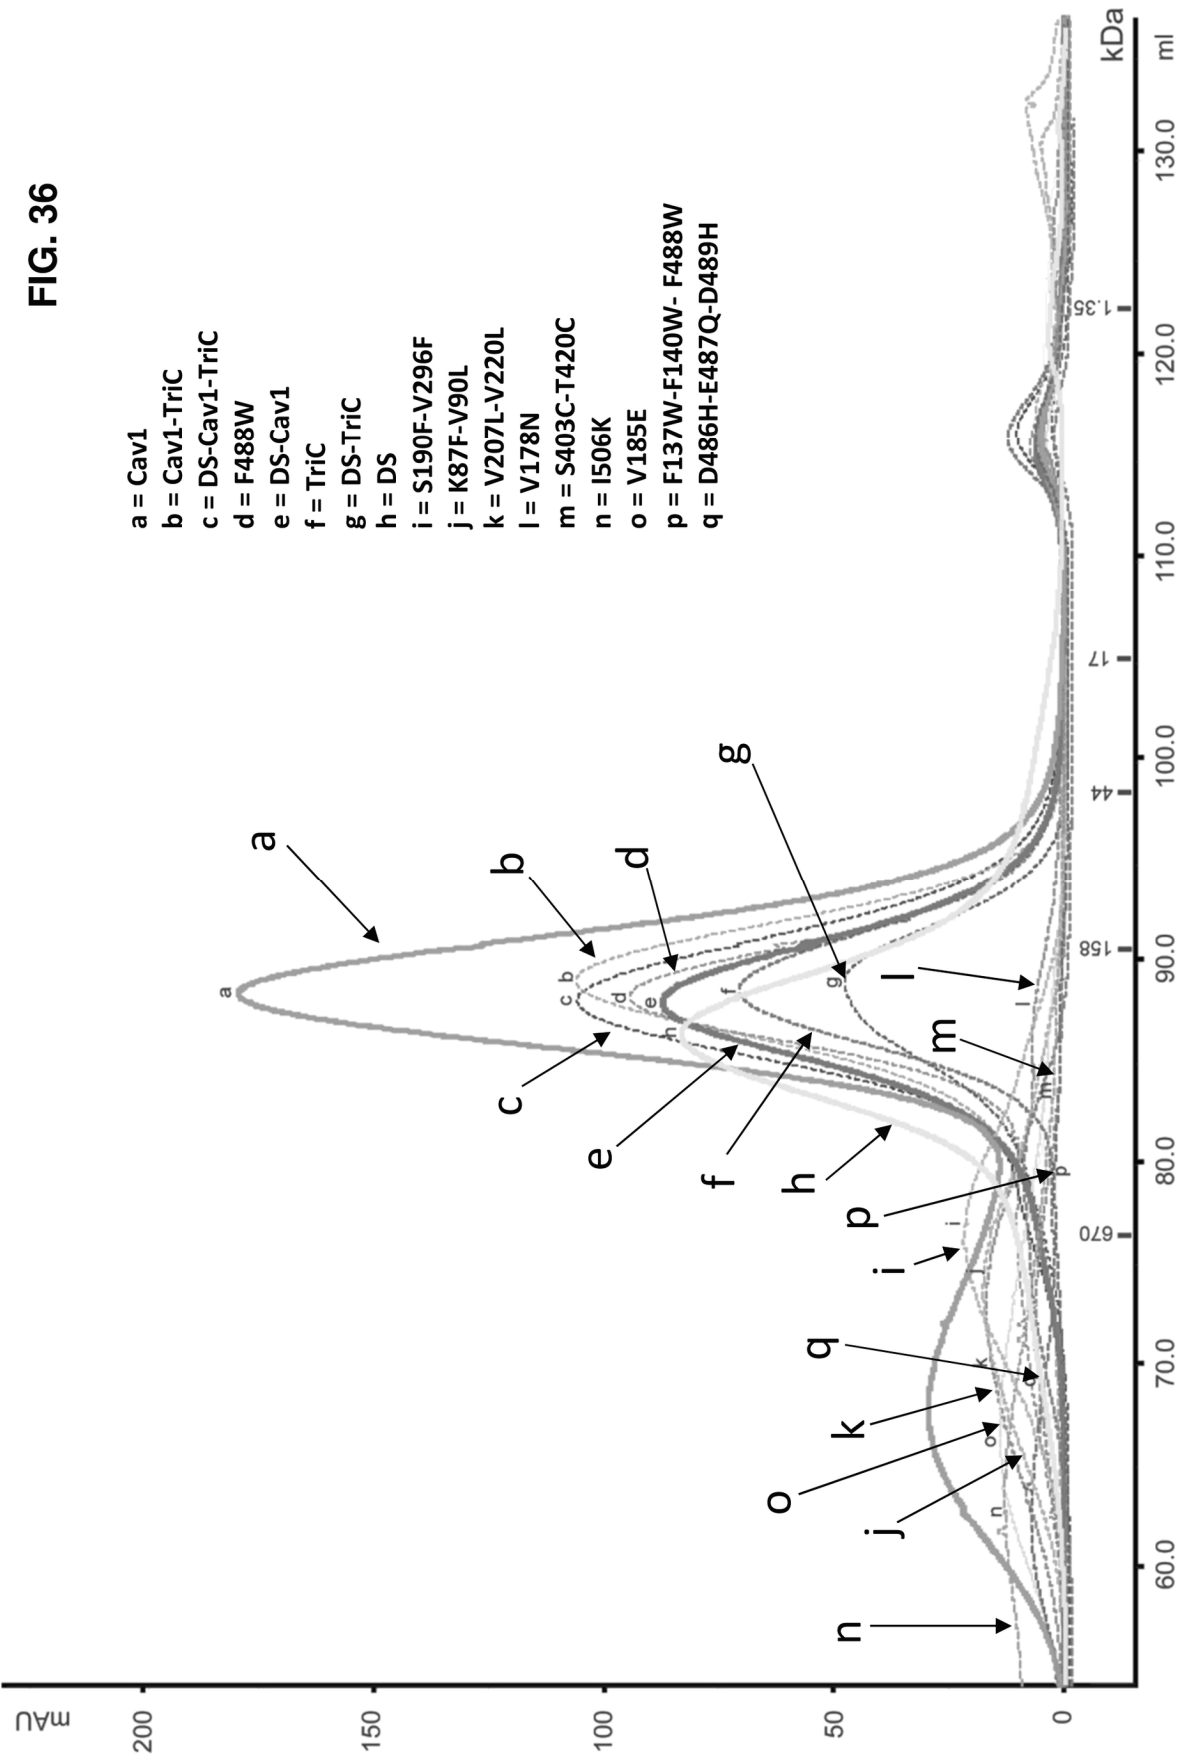 FIG. 36
a = Cav1
b = Cav1-TriC
c = DS-Cav1-TriC
d = F488W
e = DS-Cav1
f = TriC
g = DS-TriC
h = DS
i = S190F-V296F
j = K87F-V90L
k = V207L-V220L
l = V178N
m = S403C-T420C
n = I506K
o = V185E
p = F137W-F140W- F488W
q = D486H-E487Q-D489H
mAU
200
150
100
50
0
a
b
c
d
e
f
g
h
i
j
k
l
m
n
o
p
q
a
b
c
d
e
f
g
h
i
j
k
l
m
n
o
p
670
158
44
17
1.35
kDa
60.0
70.0
80.0
90.0
100.0
110.0
120.0
130.0
ml